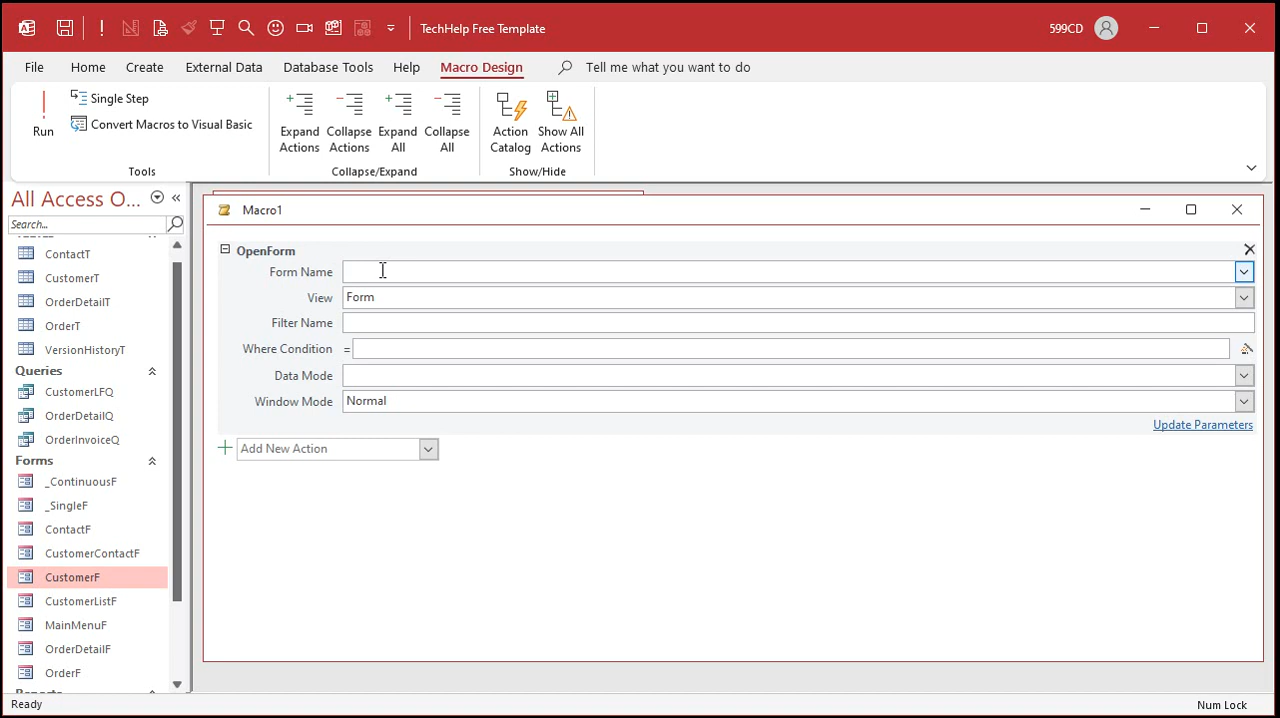 TechHelp Free Template
599CD
File Home Create External Data Database Tools Help Macro Design Tell me what you want to do
Run
Single Step
Convert Macros to Visual Basic
Tools
Expand Actions
Collapse Actions
Expand All
Collapse All
Collapse/Expand
Action Catalog
Show All Actions
Show/Hide
All Access O...
Search...
ContactT
CustomerT
OrderDetailT
OrderT
VersionHistoryT
Queries
CustomerLFQ
OrderDetailQ
OrderInvoiceQ
Forms
_ContinuousF
_SingleF
ContactF
CustomerContactF
CustomerF
CustomerListF
MainMenuF
OrderDetailF
OrderF
Reports
Macro1
OpenForm
Form Name
View Form
Filter Name
Where Condition =
Data Mode
Window Mode Normal
Update Parameters
Add New Action
Ready
Num Lock